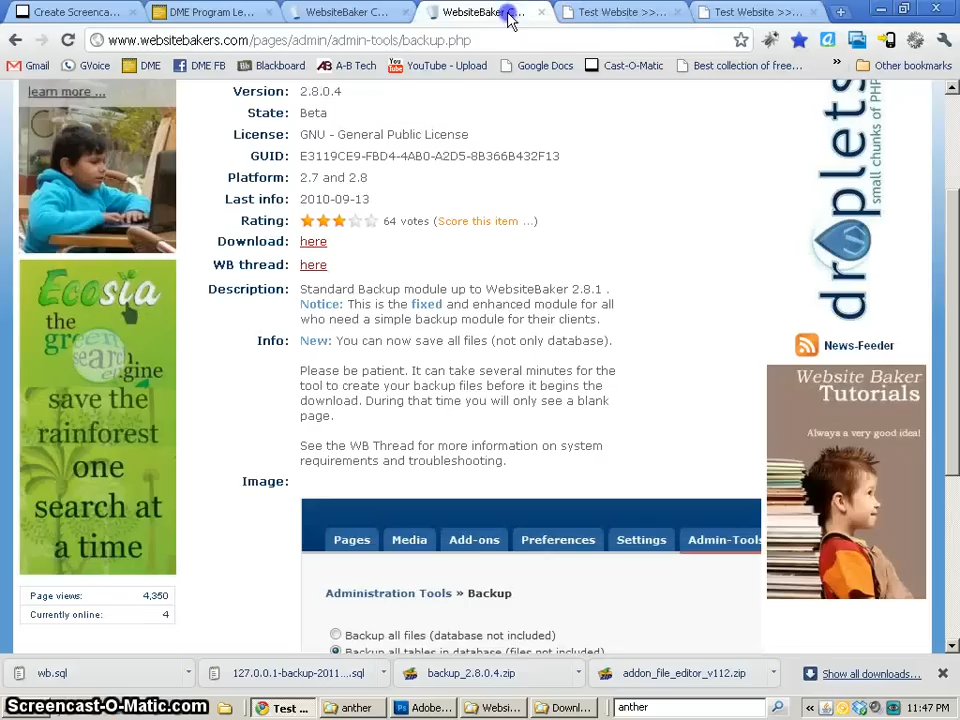 Create Screenca...
DME Program Le...
WebsiteBaker C...
WebsiteBaker C...
Test Website >>...
Test Website >>...
www.websitebakers.com/pages/admin/admin-tools/backup.php
Gmail
GVoice
DME
DME FB
Blackboard
A-B Tech
YouTube - Upload
Google Docs
Cast-O-Matic
Best collection of free...
»
Other bookmarks
learn more ...
Version: 2.8.0.4
State: Beta
License: GNU - General Public License
GUID: E3119CE9-FBD4-4AB0-A2D5-8B366B432F13
Platform: 2.7 and 2.8
Last info: 2010-09-13
Rating: 64 votes (Score this item ...)
Download: here
WB thread: here
Description: Standard Backup module up to WebsiteBaker 2.8.1 .
Notice: This is the fixed and enhanced module for all
who need a simple backup module for their clients.
Info: New: You can now save all files (not only database).
Please be patient. It can take several minutes for the
tool to create your backup files before it begins the
download. During that time you will only see a blank
page.
See the WB Thread for more information on system
requirements and troubleshooting.
Image:
Pages
Media
Add-ons
Preferences
Settings
Admin-Tools
Administration Tools » Backup
Backup all files (database not included)
Backup all tables in database (files not included)
Ecosia
the
green
search
engine
save the
rainforest
one
search at
a time
Page views: 4,350
Currently online: 4
droplets
small chunks of PHP
News-Feeder
Website Baker
Tutorials
Always a very good idea!
wb.sql
127.0.0.1-backup-2011....sql
backup_2.8.0.4.zip
addon_file_editor_v112.zip
Show all downloads...
Screencast-O-Matic.com
Test ...
anther
Adobe...
Websi...
Downl...
anther
«
11:47 PM